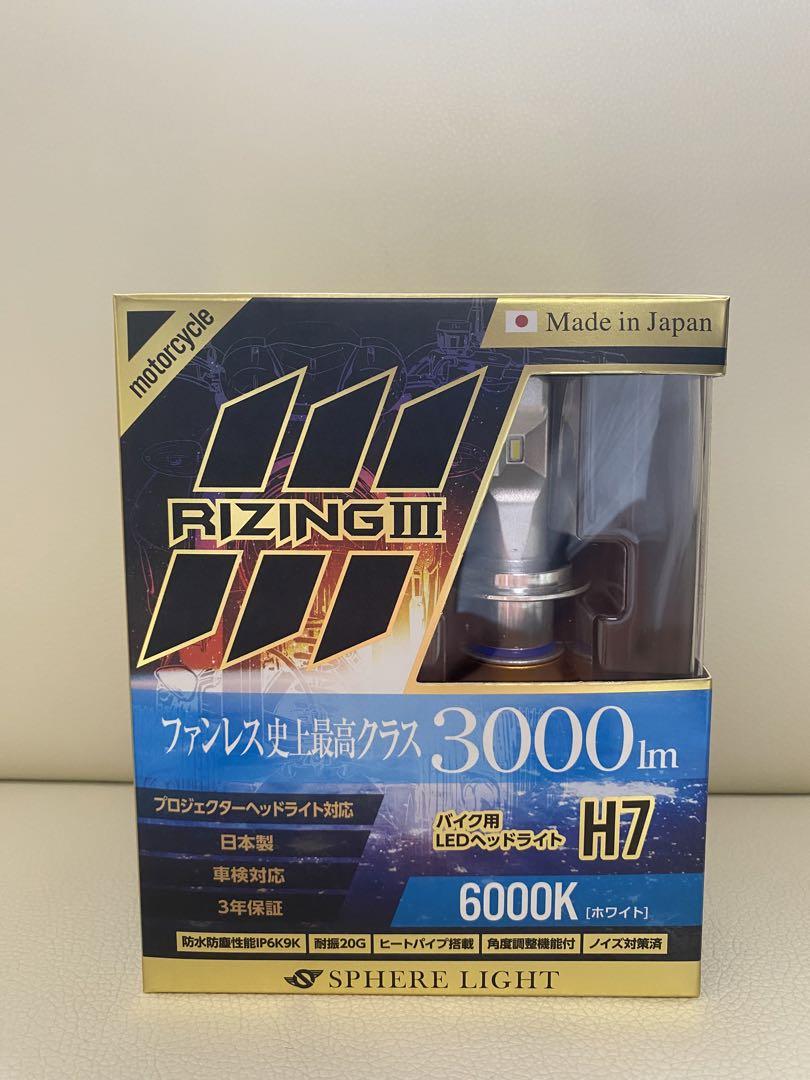 motorcycle
Made in Japan
RIZING III
ファンレス史上最高クラス 3000lm
プロジェクターヘッドライト対応
日本製
車検対応
3年保証
バイク用
LEDヘッドライト H7
6000K [ホワイト]
防水防塵性能IP6K9K 耐振20G ヒートパイプ搭載 角度調整機能付 ノイズ対策済
SPHERE LIGHT